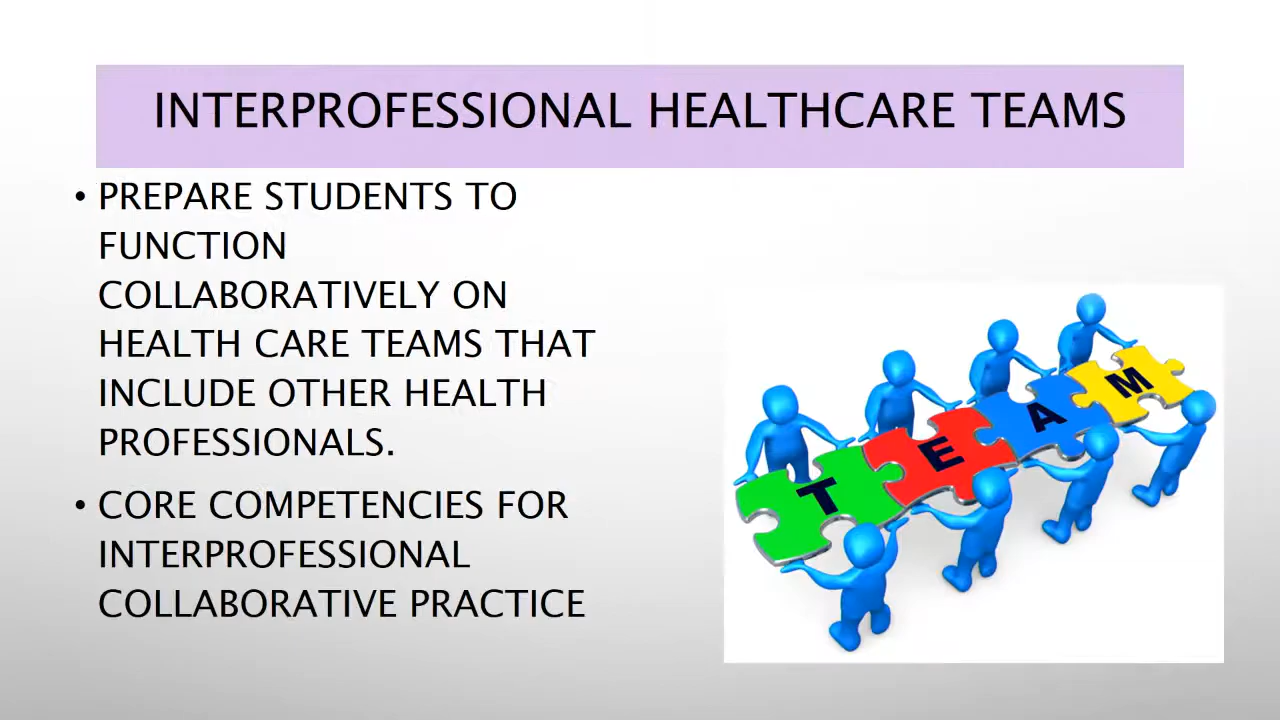 INTERPROFESSIONAL HEALTHCARE TEAMS
• PREPARE STUDENTS TO
FUNCTION
COLLABORATIVELY ON
HEALTH CARE TEAMS THAT
INCLUDE OTHER HEALTH
PROFESSIONALS.
• CORE COMPETENCIES FOR
INTERPROFESSIONAL
COLLABORATIVE PRACTICE
TEAM